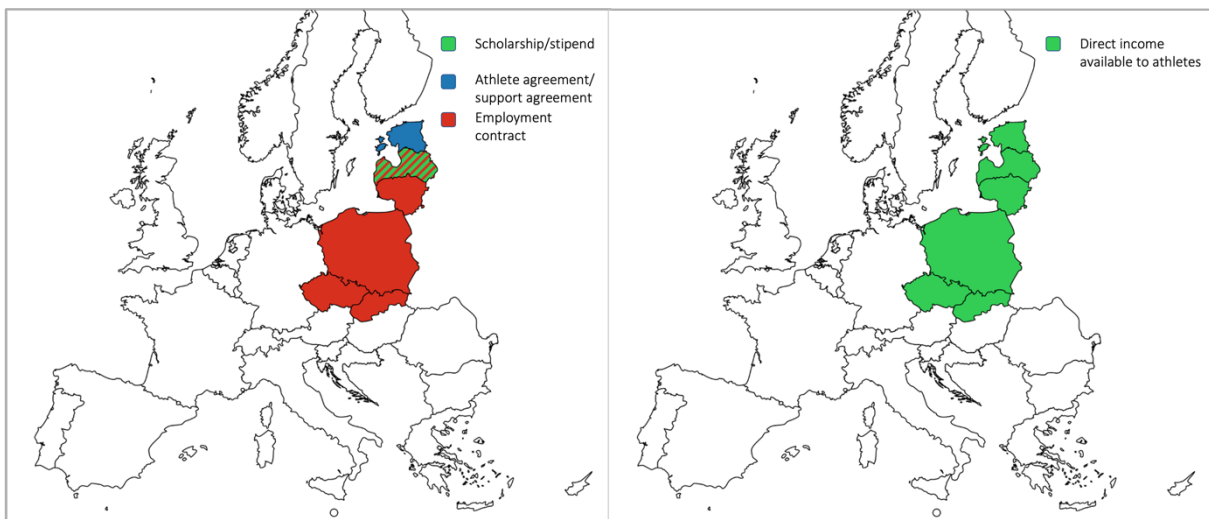 Scholarship/stipend
Athlete agreement/
support agreement
Employment
contract
Direct income
available to athletes